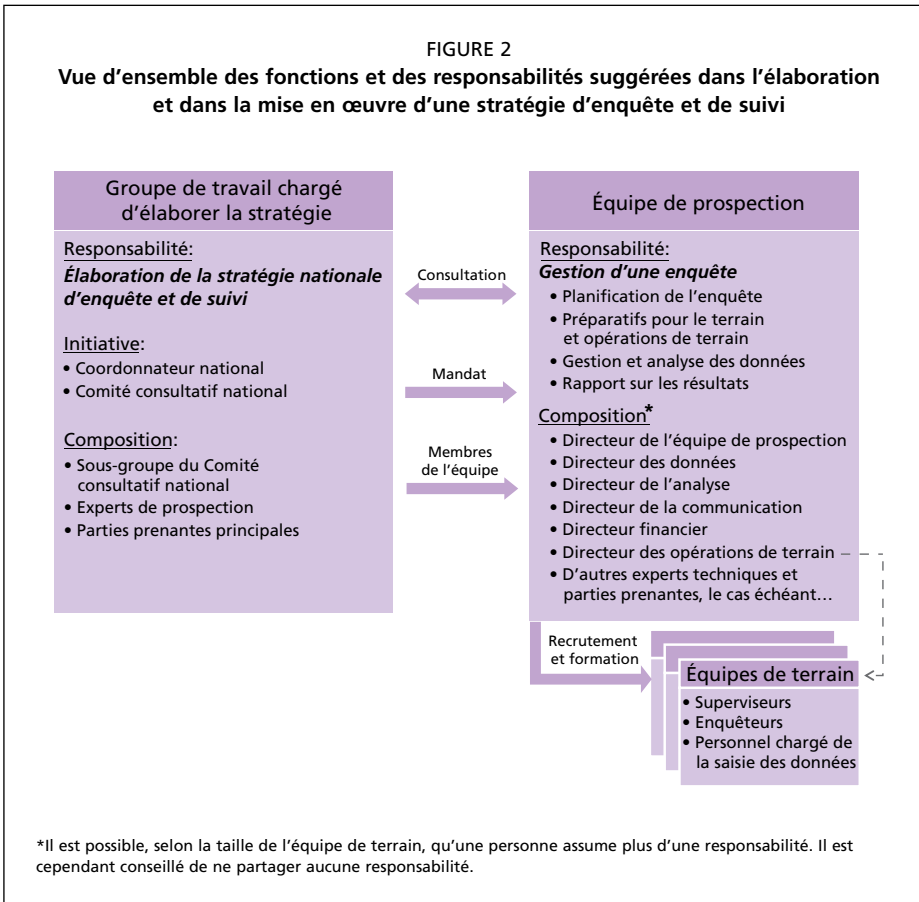 FIGURE 2
Vue d'ensemble des fonctions et des responsabilités suggérées dans l'élaboration
et dans la mise en œuvre d'une stratégie d'enquête et de suivi
Groupe de travail chargé
d'élaborer la stratégie
Responsabilité:
Élaboration de la stratégie nationale
d'enquête et de suivi
Initiative:
• Coordonnateur national
• Comité consultatif national
Composition:
• Sous-groupe du Comité
consultatif national
• Experts de prospection
• Parties prenantes principales
Consultation
Mandat
Membres
de l'équipe
Équipe de prospection
Responsabilité:
Gestion d'une enquête
• Planification de l'enquête
• Préparatifs pour le terrain
et opérations de terrain
• Gestion et analyse des données
• Rapport sur les résultats
Composition*
• Directeur de l'équipe de prospection
• Directeur des données
• Directeur de l'analyse
• Directeur de la communication
• Directeur financier
• Directeur des opérations de terrain
• D'autres experts techniques et
parties prenantes, le cas échéant…
Recrutement
et formation
Équipes de terrain
• Superviseurs
• Enquêteurs
• Personnel chargé de
la saisie des données
*Il est possible, selon la taille de l'équipe de terrain, qu'une personne assume plus d'une responsabilité. Il est
cependant conseillé de ne partager aucune responsabilité.